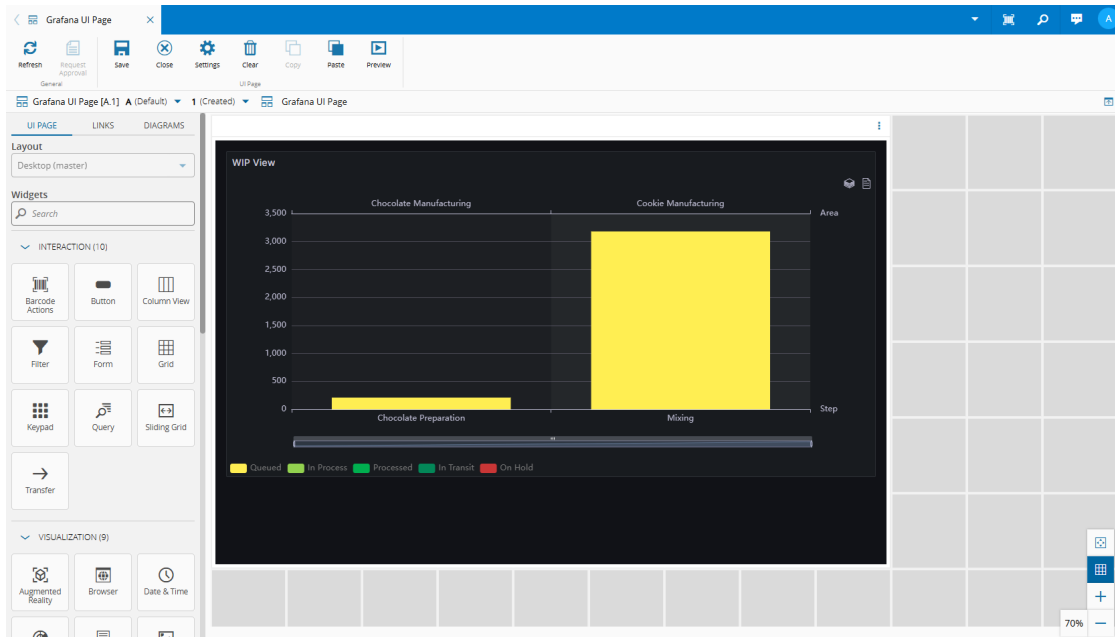 Grafana UI Page
A
Refresh
Request Approval
Save
Close
Settings
Clear
Copy
Paste
Preview
General
UI Page
Grafana UI Page [A.1] A (Default) 1 (Created) Grafana UI Page
UI PAGE LINKS DIAGRAMS
Layout
Desktop (master)
Widgets
Search
INTERACTION (10)
Barcode Actions
Button
Column View
Filter
Form
Grid
Keypad
Query
Sliding Grid
Transfer
VISUALIZATION (9)
Augmented Reality
Browser
Date & Time
WIP View
Chocolate Manufacturing Cookie Manufacturing
3,500 Area
3,000
2,500
2,000
1,500
1,000
500
0 Step
Chocolate Preparation Mixing
Queued In Process Processed In Transit On Hold
70%